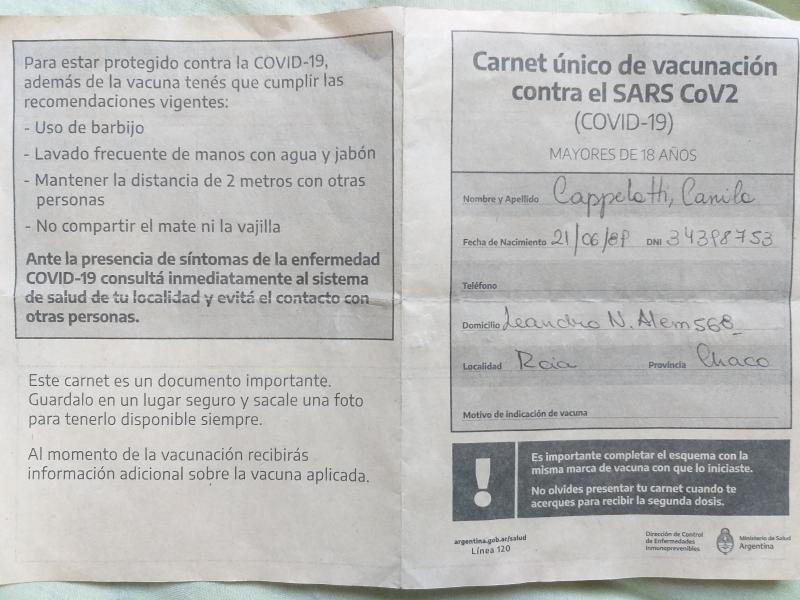 Para estar protegido contra la COVID-19,
además de la vacuna tenés que cumplir las
recomendaciones vigentes:
- Uso de barbijo
- Lavado frecuente de manos con agua y jabón
- Mantener la distancia de 2 metros con otras
personas
- No compartir el mate ni la vajilla
Ante la presencia de síntomas de la enfermedad
COVID-19 consultá inmediatamente al sistema
de salud de tu localidad y evitá el contacto con
otras personas.
Este carnet es un documento importante.
Guardalo en un lugar seguro y sacale una foto
para tenerlo disponible siempre.
Al momento de la vacunación recibirás
información adicional sobre la vacuna aplicada.
Carnet único de vacunación
contra el SARS CoV2
(COVID-19)
MAYORES DE 18 AÑOS
Nombre y Apellido Cappeletti, Camila
Fecha de Nacimiento 21/06/89 DNI 34398753
Teléfono
Domicilio Leandro N. Alem 568
Localidad Rcia Provincia Chaco
Motivo de indicación de vacuna
!
Es importante completar el esquema con la
misma marca de vacuna con que lo iniciaste.
No olvides presentar tu carnet cuando te
acerques para recibir la segunda dosis.
argentina.gob.ar/salud
Línea 120
Dirección de Control
de Enfermedades
Inmunoprevenibles
Ministerio de Salud
Argentina